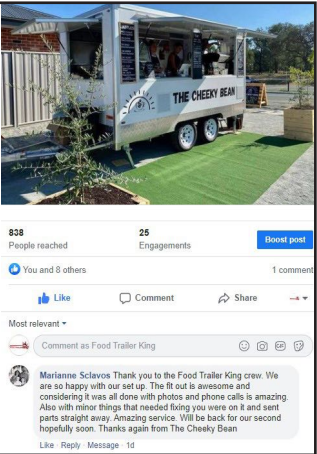 THE CHEEKY BEAN
838
25
People reached
Engagements
Boost post
You and 8 others
1 comment
Like
Comment
Share
Most relevant
Comment as Food Trailer King
GIF
Marianne Sclavos Thank you to the Food Trailer King crew. We
are so happy with our set up. The fit out is awesome and
considering it was all done with photos and phone calls is amazing.
Also with minor things that needed fixing you were on it and sent
parts straight away. Amazing service. Will be back for our second
hopefully soon. Thanks again from The Cheeky Bean
Like · Reply · Message · 1d